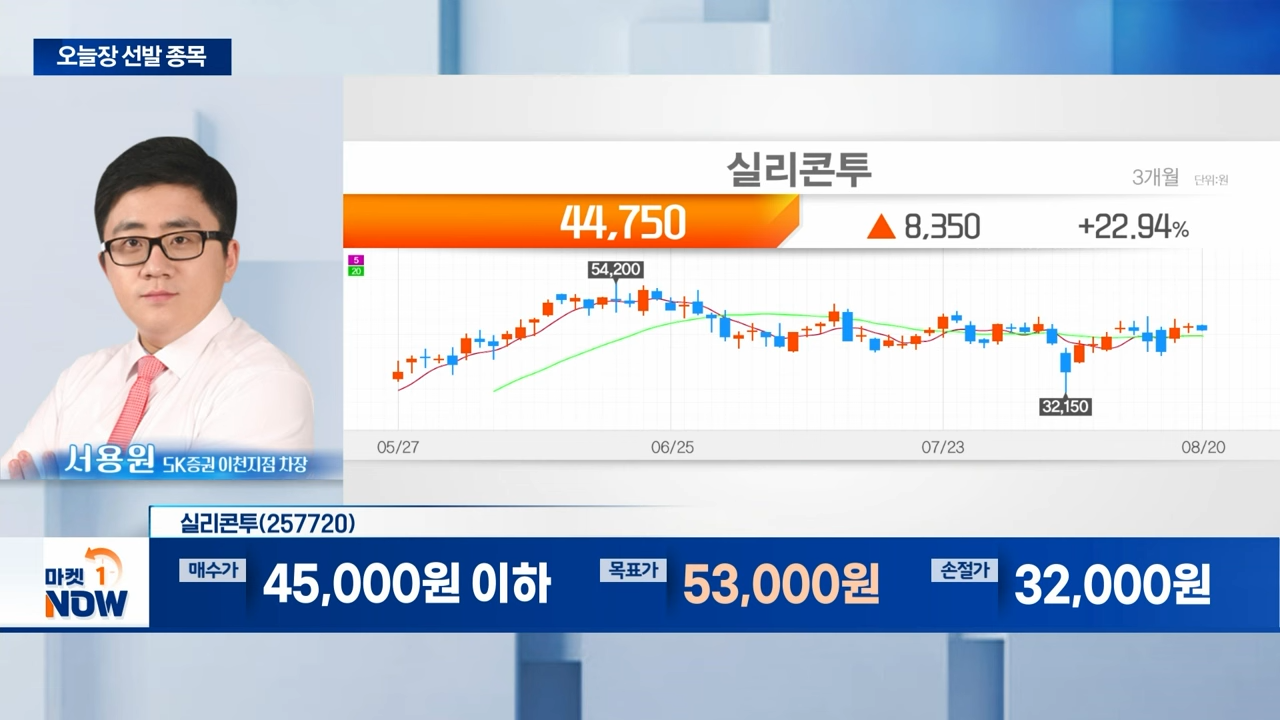 오늘장 선발 종목
실리콘투
3개월 단위:원
44,750 ▲ 8,350 +22.94%
5
20
54,200
32,150
05/27 06/25 07/23 08/20
서용원 SK증권 이천지점 차장
실리콘투(257720)
마켓 1
NOW
매수가 45,000원 이하 목표가 53,000원 손절가 32,000원